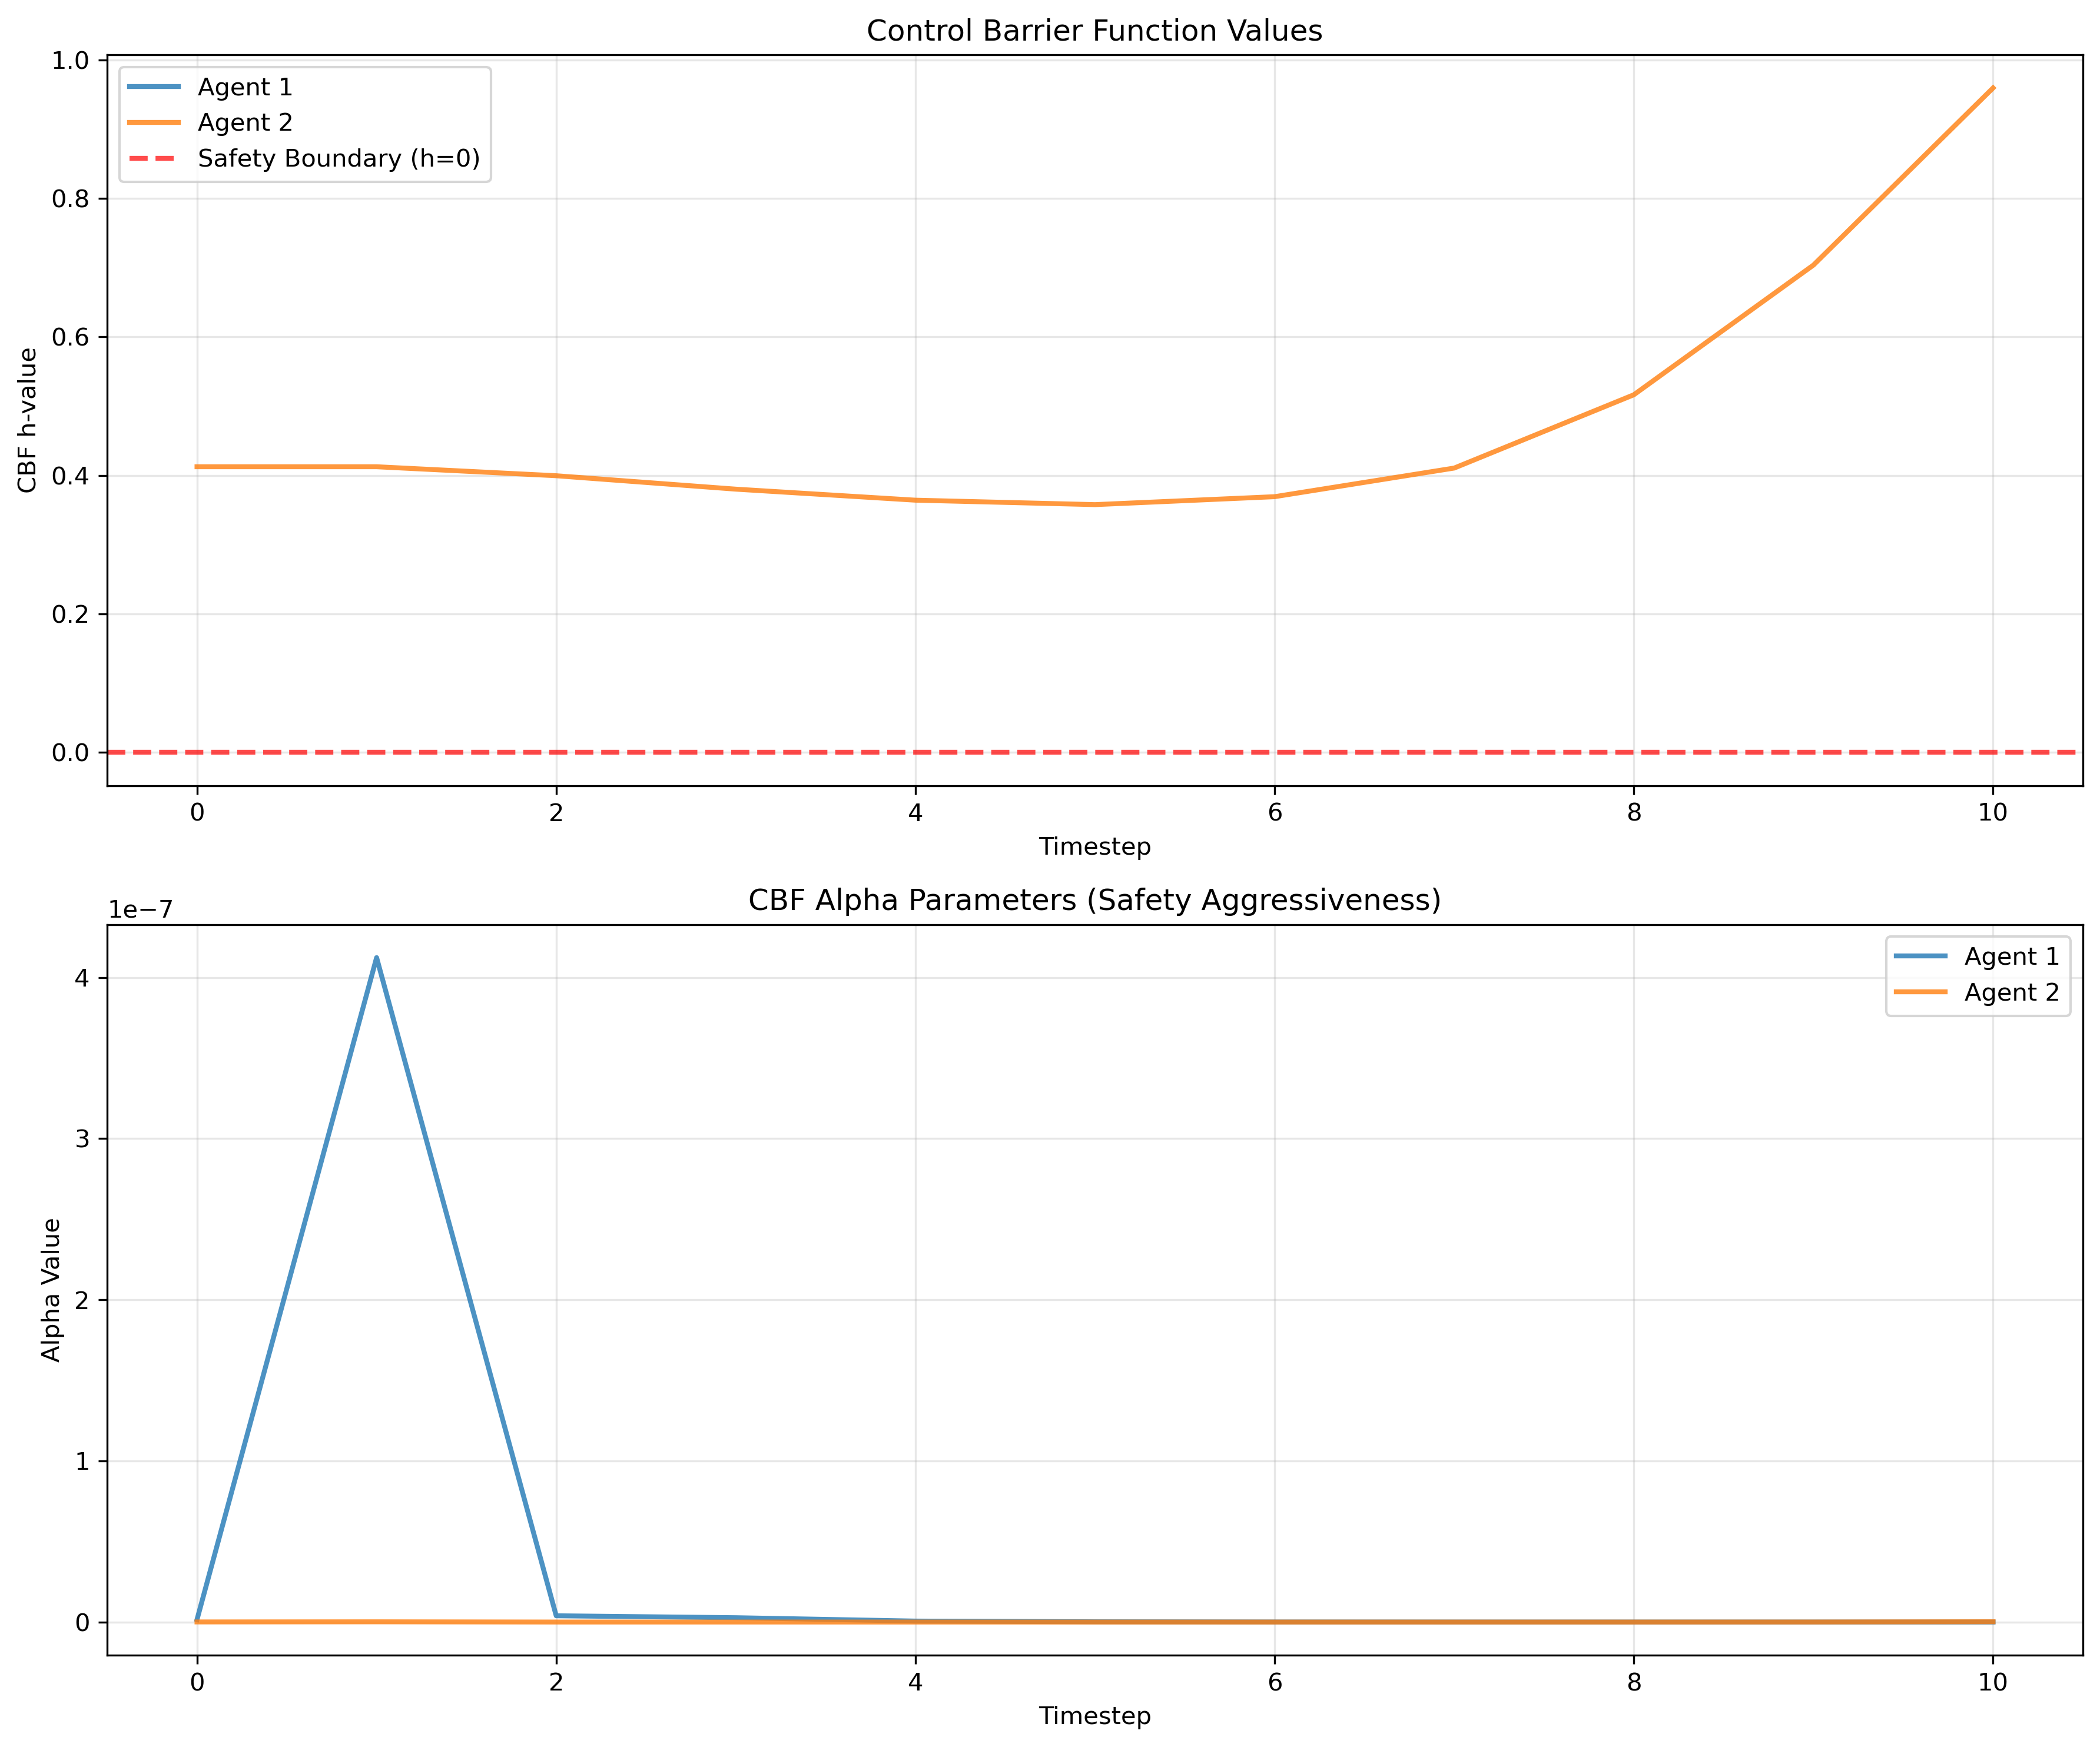 Control Barrier Function Values
1.0
0.8
0.6
0.4
0.2
0.0
CBF h-value
Agent 1
Agent 2
Safety Boundary (h=0)
0 2 4 6 8 10
Timestep
CBF Alpha Parameters (Safety Aggressiveness)
1e−7
4
3
2
1
0
Alpha Value
Agent 1
Agent 2
0 2 4 6 8 10
Timestep